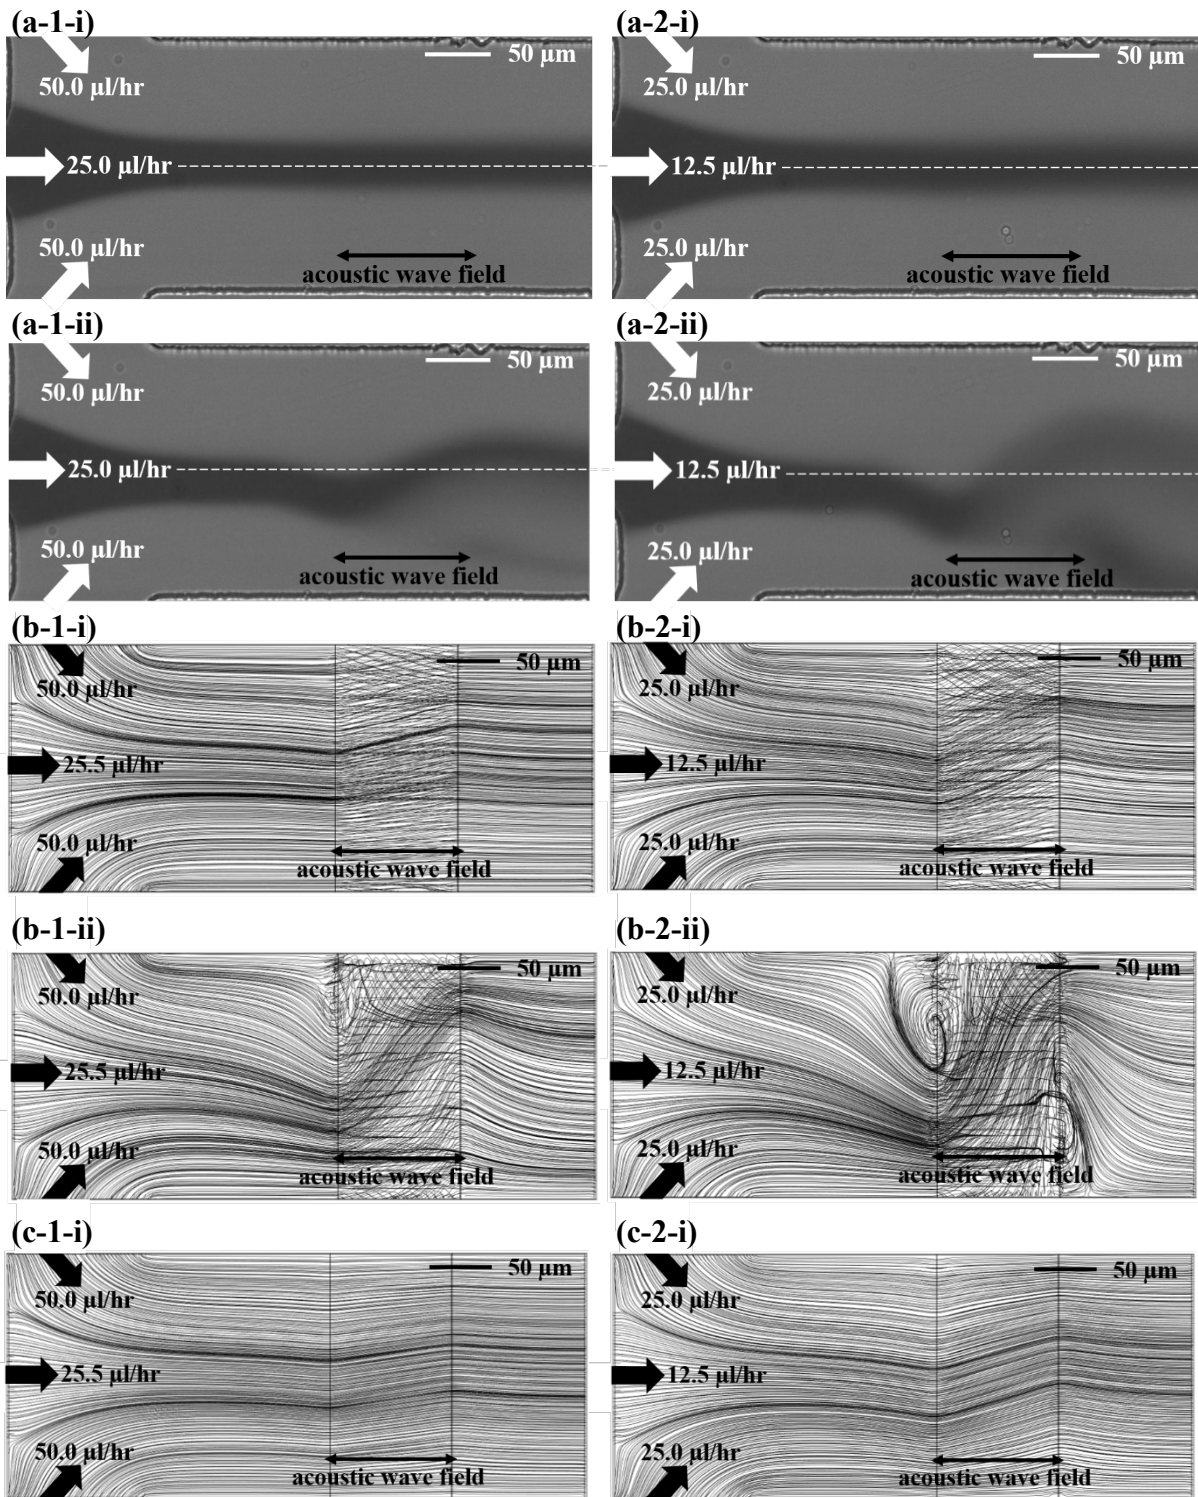 (a-1-i)
50 µm
50.0 µl/hr
25.0 µl/hr
50.0 µl/hr
acoustic wave field
(a-2-i)
50 µm
25.0 µl/hr
12.5 µl/hr
25.0 µl/hr
acoustic wave field
(a-1-ii)
50 µm
50.0 µl/hr
25.0 µl/hr
50.0 µl/hr
acoustic wave field
(a-2-ii)
50 µm
25.0 µl/hr
12.5 µl/hr
25.0 µl/hr
acoustic wave field
(b-1-i)
50 µm
50.0 µl/hr
25.5 µl/hr
50.0 µl/hr
acoustic wave field
(b-2-i)
50 µm
25.0 µl/hr
12.5 µl/hr
25.0 µl/hr
acoustic wave field
(b-1-ii)
50 µm
50.0 µl/hr
25.5 µl/hr
50.0 µl/hr
acoustic wave field
(b-2-ii)
50 µm
25.0 µl/hr
12.5 µl/hr
25.0 µl/hr
acoustic wave field
(c-1-i)
50 µm
50.0 µl/hr
25.5 µl/hr
50.0 µl/hr
acoustic wave field
(c-2-i)
50 µm
25.0 µl/hr
12.5 µl/hr
25.0 µl/hr
acoustic wave field